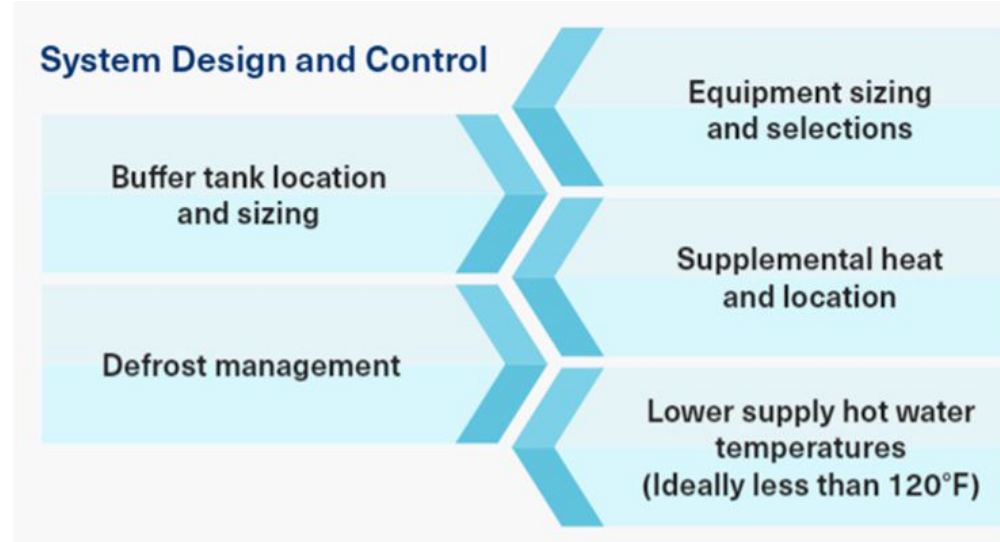 System Design and Control
Buffer tank location
and sizing
Defrost management
Equipment sizing
and selections
Supplemental heat
and location
Lower supply hot water
temperatures
(Ideally less than 120°F)